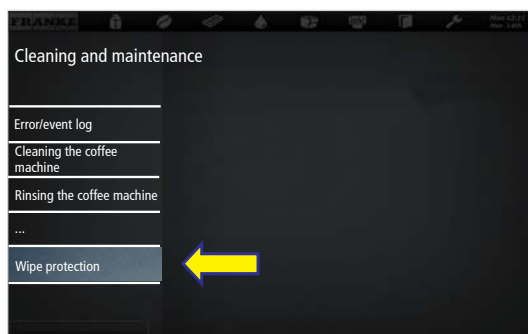 FRANKE
Cleaning and maintenance
Error/event log
Cleaning the coffee
machine
Rinsing the coffee machine
...
Wipe protection